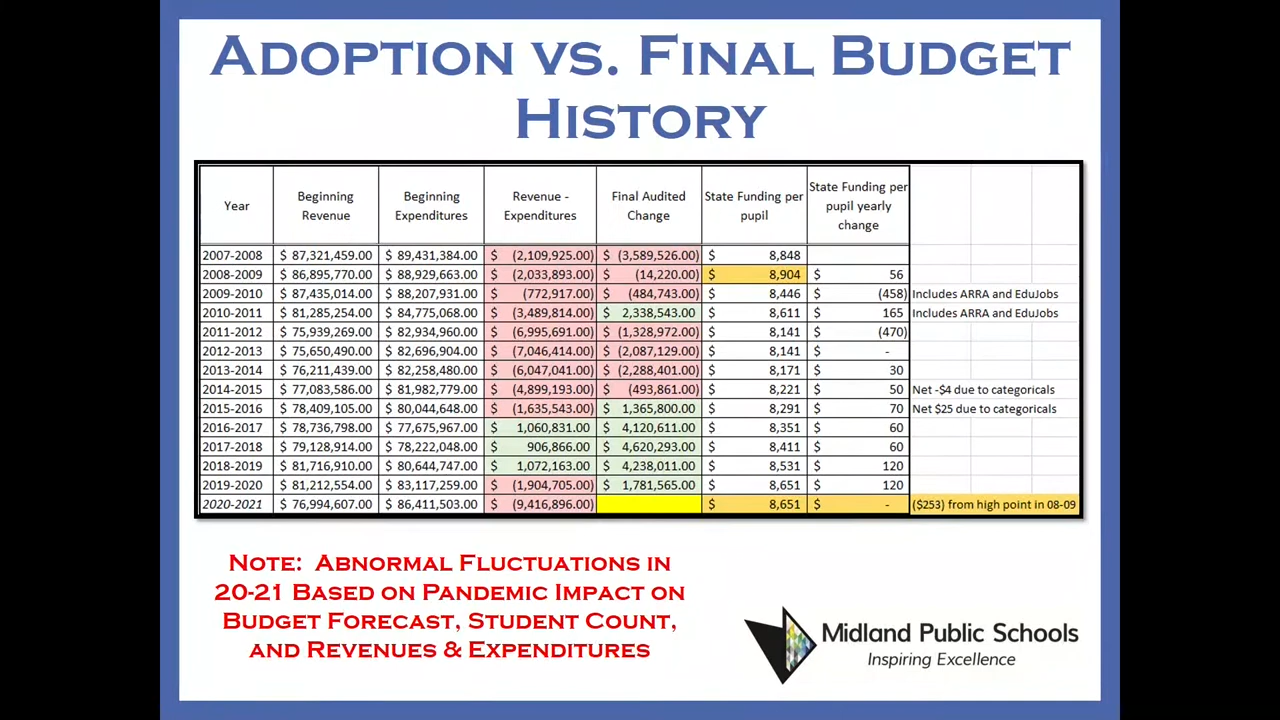 ADOPTION VS. FINAL BUDGET
HISTORY
Year Beginning Revenue Beginning Expenditures Revenue - Expenditures Final Audited Change State Funding per pupil State Funding per pupil yearly change
2007-2008 $ 87,321,459.00 $ 89,431,384.00 $ (2,109,925.00) $ (3,589,526.00) $ 8,848
2008-2009 $ 86,895,770.00 $ 88,929,663.00 $ (2,033,893.00) $ (14,220.00) $ 8,904 $ 56
2009-2010 $ 87,435,014.00 $ 88,207,931.00 $ (772,917.00) $ (484,743.00) $ 8,446 $ (458) Includes ARRA and EduJobs
2010-2011 $ 81,285,254.00 $ 84,775,068.00 $ (3,489,814.00) $ 2,338,543.00 $ 8,611 $ 165 Includes ARRA and EduJobs
2011-2012 $ 75,939,269.00 $ 82,934,960.00 $ (6,995,691.00) $ (1,328,972.00) $ 8,141 $ (470)
2012-2013 $ 75,650,490.00 $ 82,696,904.00 $ (7,046,414.00) $ (2,087,129.00) $ 8,141 $ -
2013-2014 $ 76,211,439.00 $ 82,258,480.00 $ (6,047,041.00) $ (2,288,401.00) $ 8,171 $ 30
2014-2015 $ 77,083,586.00 $ 81,982,779.00 $ (4,899,193.00) $ (493,861.00) $ 8,221 $ 50 Net -$4 due to categoricals
2015-2016 $ 78,409,105.00 $ 80,044,648.00 $ (1,635,543.00) $ 1,365,800.00 $ 8,291 $ 70 Net $25 due to categoricals
2016-2017 $ 78,736,798.00 $ 77,675,967.00 $ 1,060,831.00 $ 4,120,611.00 $ 8,351 $ 60
2017-2018 $ 79,128,914.00 $ 78,222,048.00 $ 906,866.00 $ 4,620,293.00 $ 8,411 $ 60
2018-2019 $ 81,716,910.00 $ 80,644,747.00 $ 1,072,163.00 $ 4,238,011.00 $ 8,531 $ 120
2019-2020 $ 81,212,554.00 $ 83,117,259.00 $ (1,904,705.00) $ 1,781,565.00 $ 8,651 $ 120
2020-2021 $ 76,994,607.00 $ 86,411,503.00 $ (9,416,896.00) $ 8,651 $ - ($253) from high point in 08-09
NOTE: ABNORMAL FLUCTUATIONS IN
20-21 BASED ON PANDEMIC IMPACT ON
BUDGET FORECAST, STUDENT COUNT,
AND REVENUES & EXPENDITURES
Midland Public Schools
Inspiring Excellence